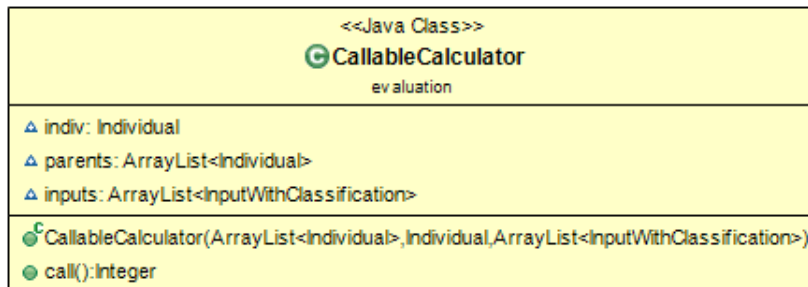 <<Java Class>>
CallableCalculator
evaluation
indiv: Individual
parents: ArrayList<Individual>
inputs: ArrayList<InputWithClassification>
CallableCalculator(ArrayList<Individual>,Individual,ArrayList<InputWithClassification>)
call():Integer